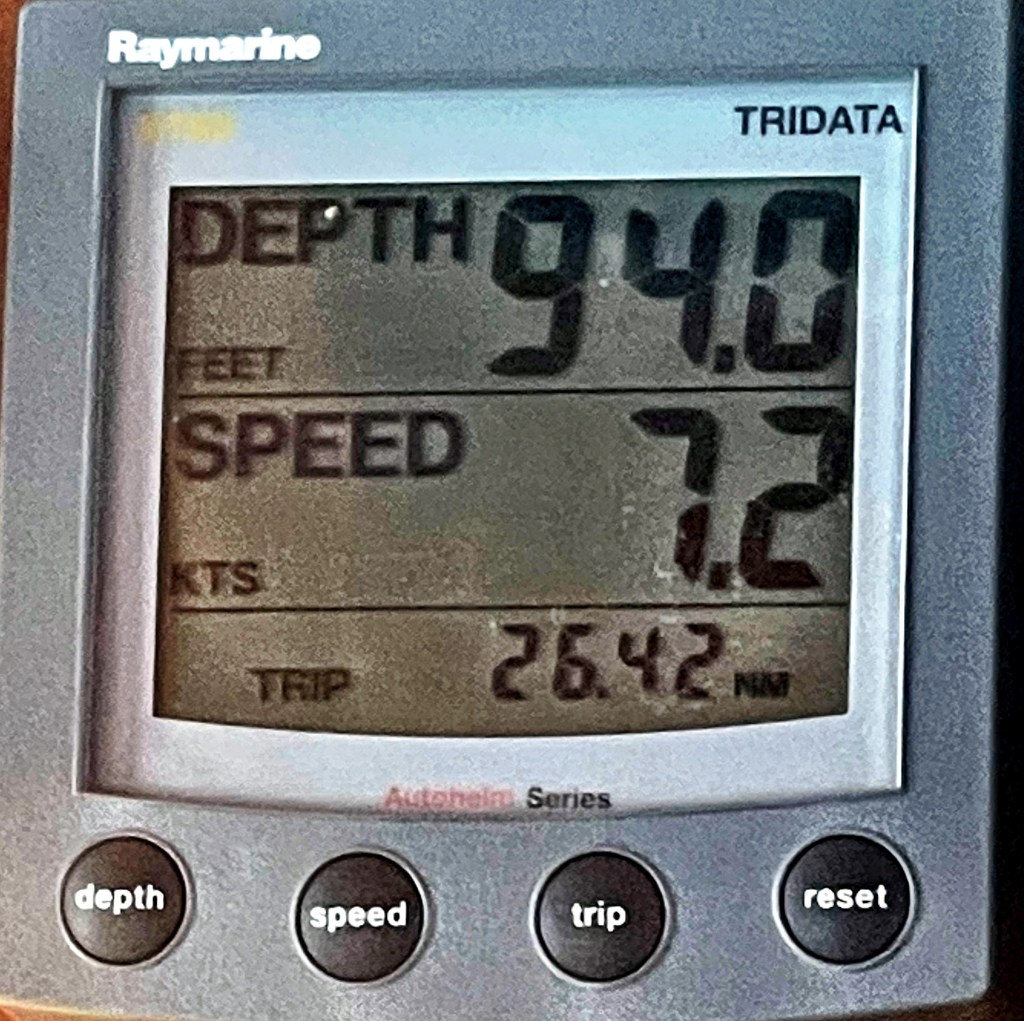 Raymarine
TRIDATA
DEPTH 94.0
FEET
SPEED 7.2
KTS
TRIP 26.42 NM
Autohelm Series
depth speed trip reset